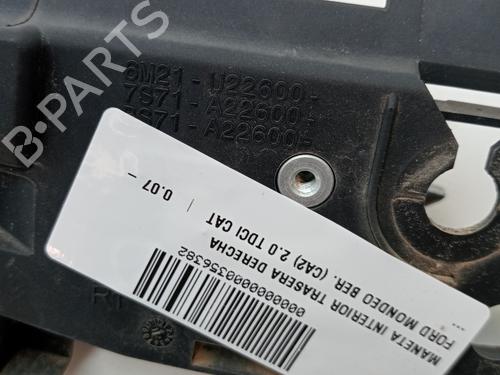 6M21-U22600-
7S71-A22600-
7S71-A22600-
RT
B-PARTS
0000000000000356382
MANETA INTERIOR TRASERA DERECHA
FORD MONDEO BER. (CA2) 2.0 TDCI CAT
...
0.07 -